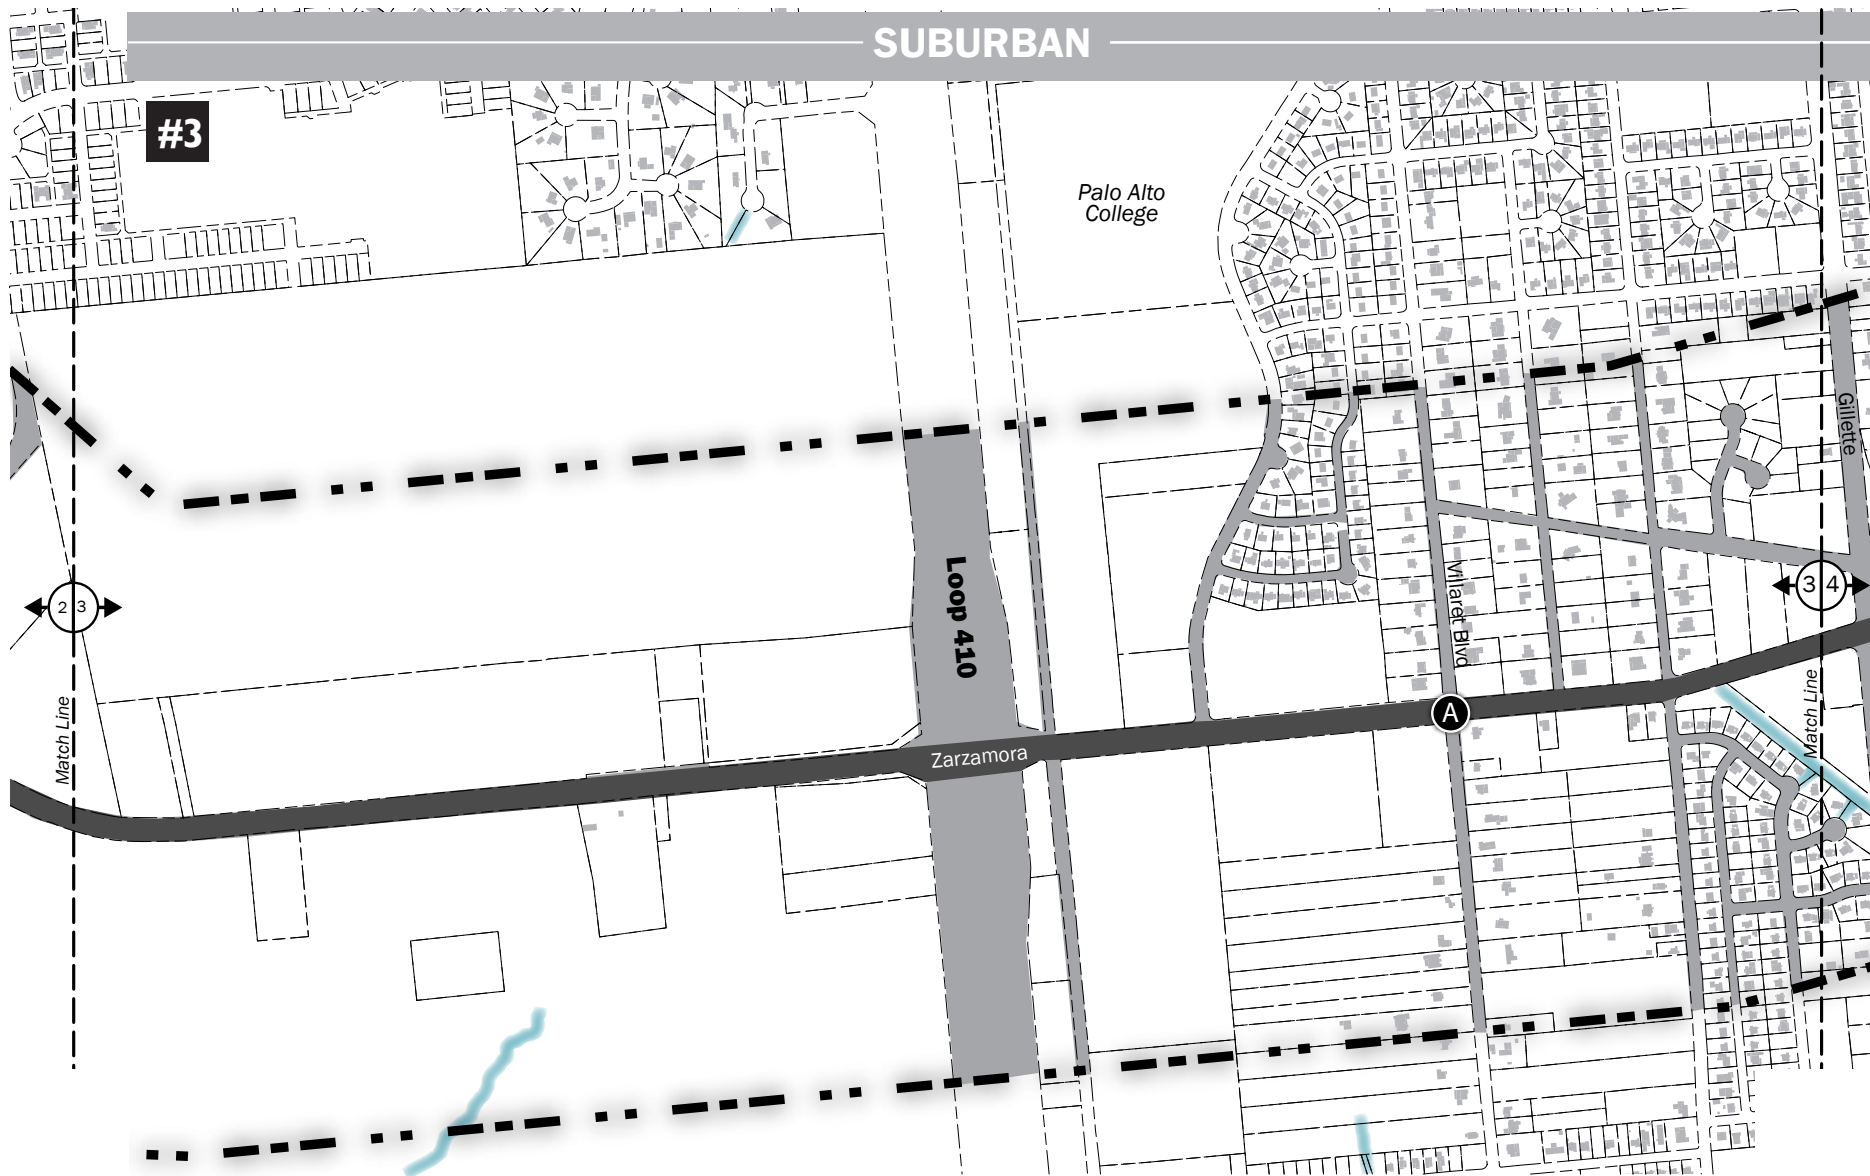 SUBURBAN
#3
Palo Alto
College
Gillette
Loop 410
Villaret Blvd
2 3
3 4
Match Line
Match Line
A
Zarzamora